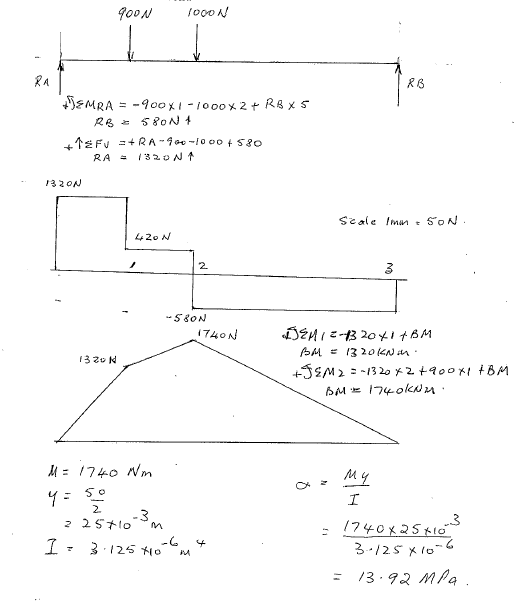 900N 1000N
RA RB
+↺ΣMRA = -900×1-1000×2+RB×5
RB = 580N↑
+↑ΣFV = +RA-900-1000+580
RA = 1320N↑
1320N
Scale 1mm = 50N.
420N
1 2 3
-580N
1740N
1320N
+↺ΣM1 = -1320×1+BM
BM = 1320KNm.
+↺ΣM2 = -1320×2+900×1+BM
BM = 1740KNm.
M = 1740 Nm
y = 50/2
= 25×10⁻³m
I = 3.125×10⁻⁶m⁴
σ = My/I
= 1740×25×10⁻³/3.125×10⁻⁶
= 13.92 MPa.